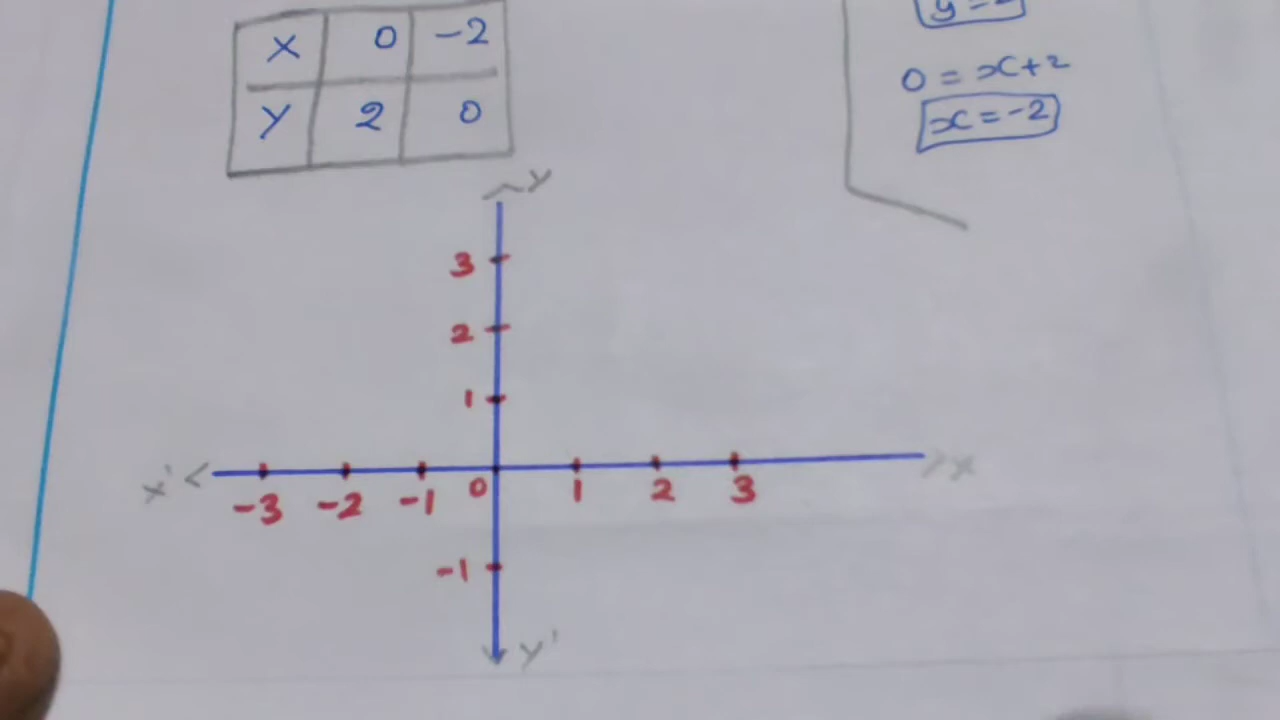 X 0 -2
Y 2 0
0 = x+2
x = -2
Y
3
2
1
X' -3 -2 -1 0 1 2 3 X
-1
Y'